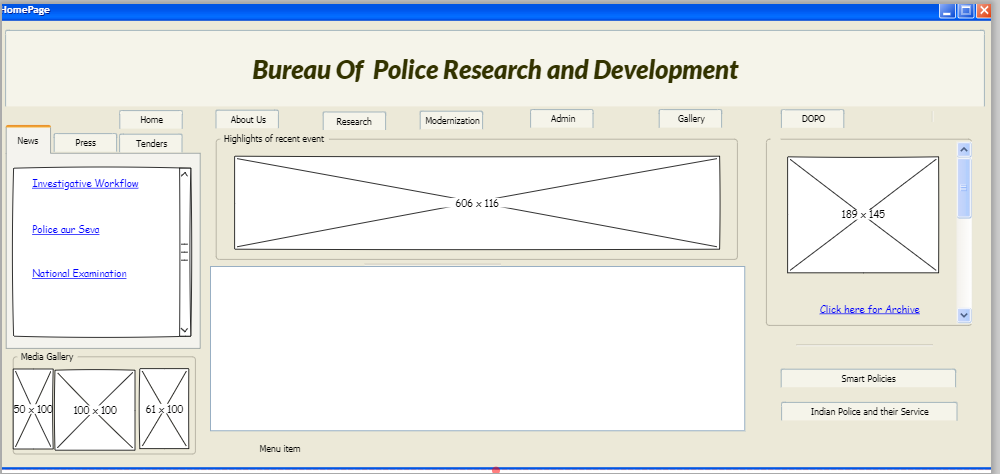 HomePage
Bureau Of Police Research and Development
Home
About Us
Research
Modernization
Admin
Gallery
DOPO
News
Press
Tenders
Investigative Workflow
Police aur Seva
National Examination
Highlights of recent event
606 x 116
189 x 145
Click here for Archive
Media Gallery
50 x 100
100 x 100
61 x 100
Smart Policies
Indian Police and their Service
Menu item